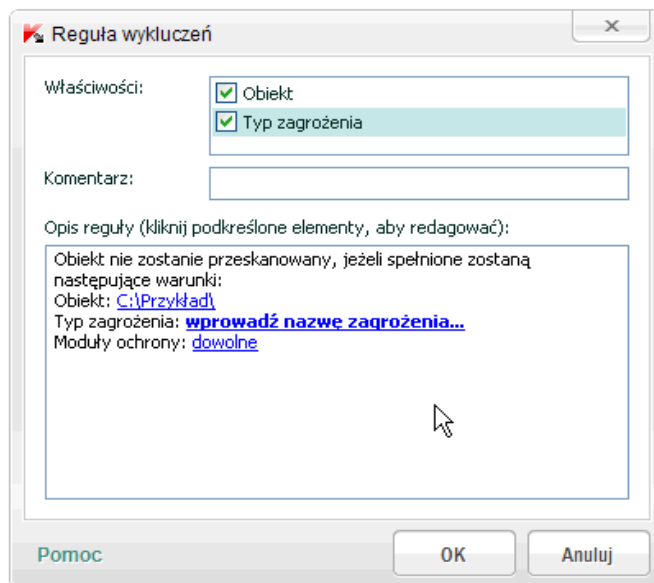 Reguła wykluczeń
Właściwości:
Obiekt
Typ zagrożenia
Komentarz:
Opis reguły (kliknij podkreślone elementy, aby redagować):
Obiekt nie zostanie przeskanowany, jeżeli spełnione zostaną
następujące warunki:
Obiekt: C:\Przykład\
Typ zagrożenia: wprowadź nazwę zagrożenia...
Moduły ochrony: dowolne
Pomoc
OK
Anuluj